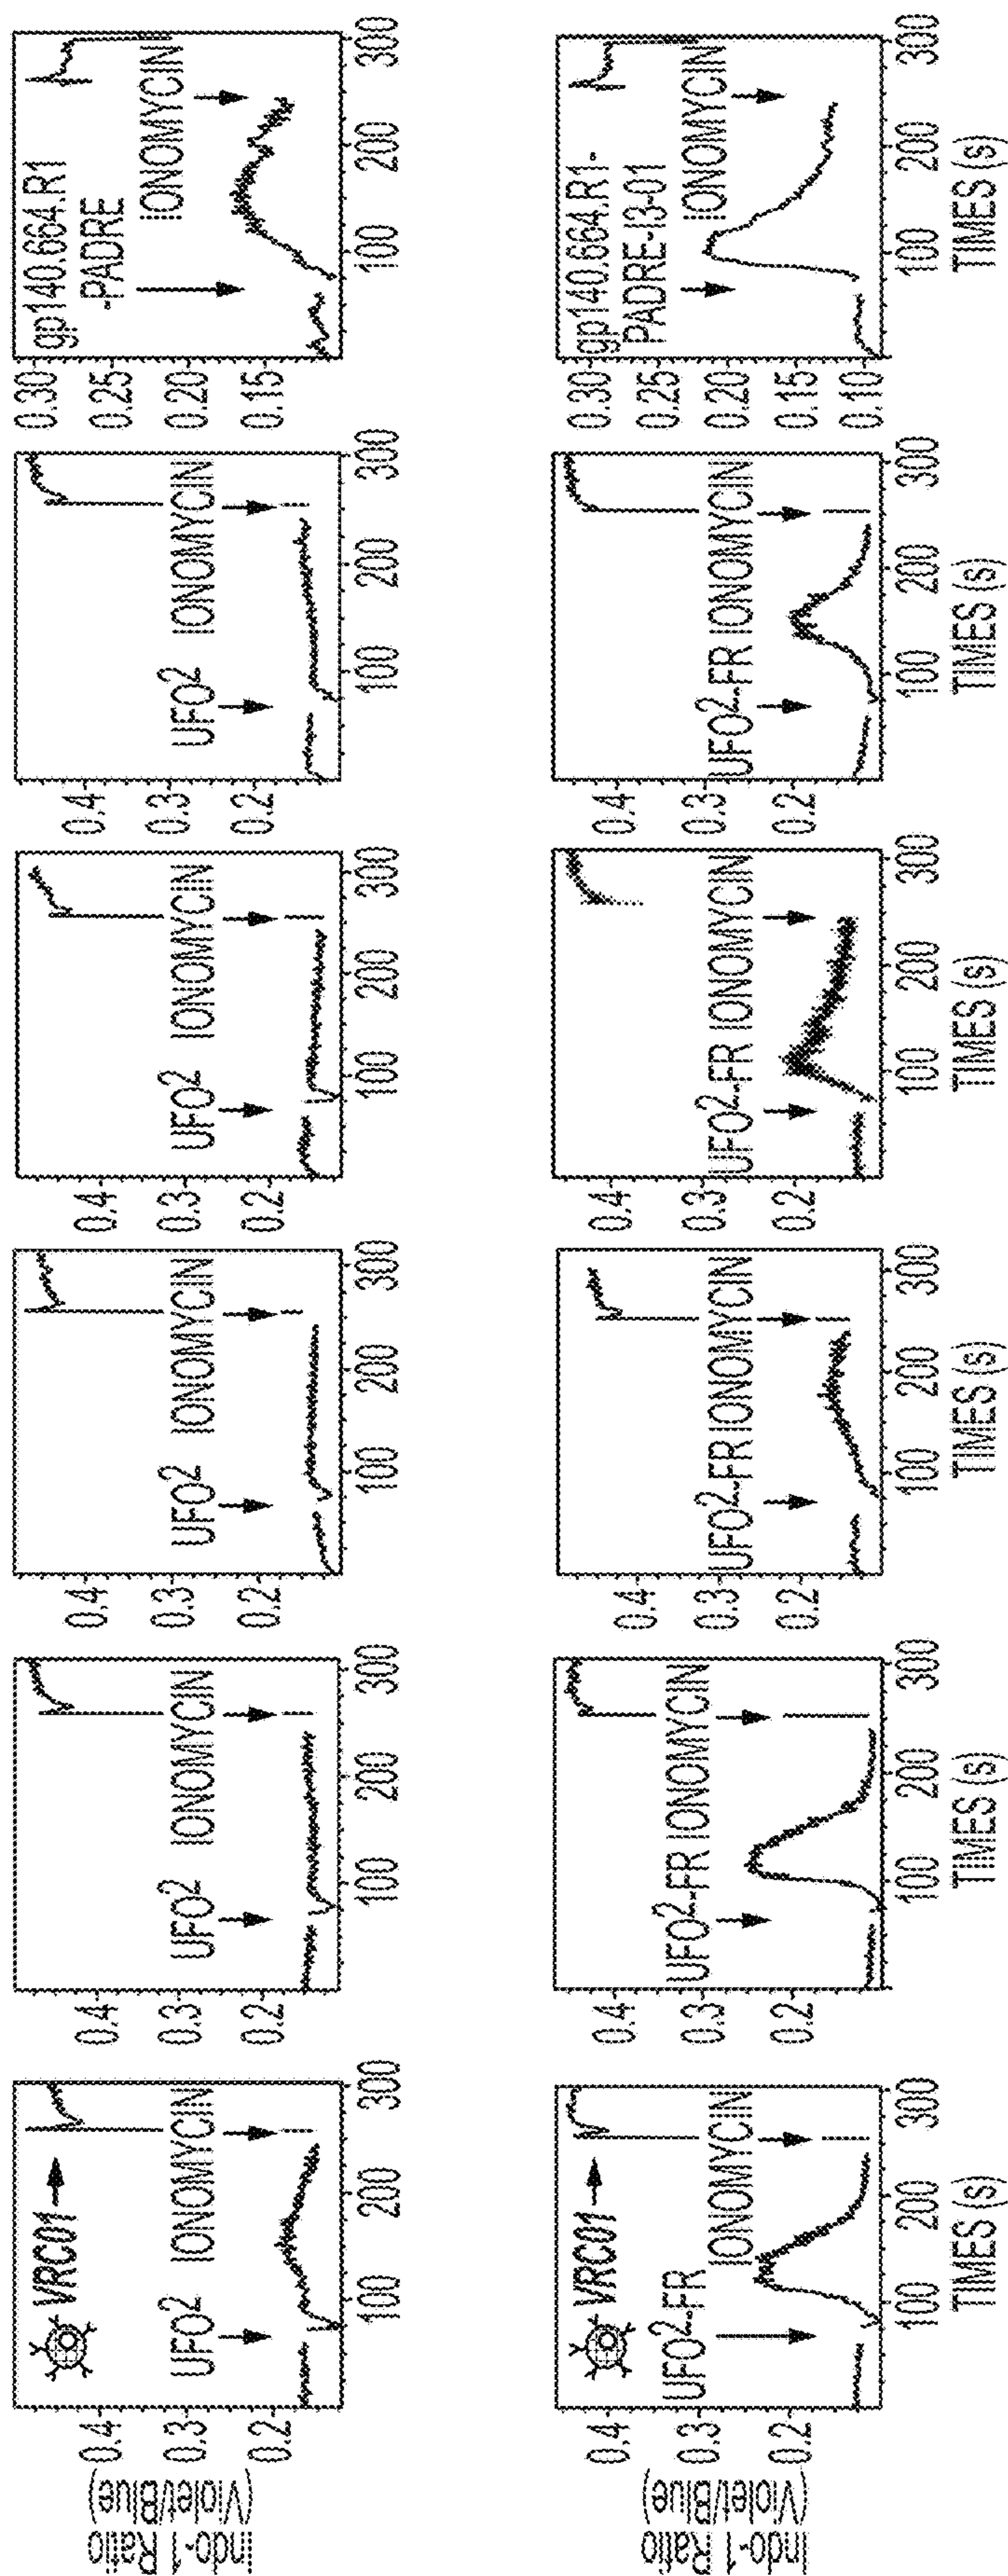 indo-1 Ratio
(Violet/Blue)
0.4
0.3
0.2
VRC01
UFO² IONOMYCIN
100 200 300
0.4
0.3
0.2
UFO² IONOMYCIN
100 200 300
0.4
0.3
0.2
UFO² IONOMYCIN
100 200 300
0.4
0.3
0.2
UFO² IONOMYCIN
100 200 300
0.4
0.3
0.2
UFO² IONOMYCIN
100 200 300
0.30
0.25
0.20
0.15
gp140.664.R1
-PADRE
IONOMYCIN
100 200 300
indo-1 Ratio
(Violet/Blue)
0.4
0.3
0.2
VRC01
UFO²-FR
IONOMYCIN
100 200 300
TIMES (s)
0.4
0.3
0.2
UFO²-FR IONOMYCIN
100 200 300
TIMES (s)
0.4
0.3
0.2
UFO²-FR IONOMYCIN
100 200 300
TIMES (s)
0.4
0.3
0.2
UFO²-FR IONOMYCIN
100 200 300
TIMES (s)
0.4
0.3
0.2
UFO²-FR IONOMYCIN
100 200 300
TIMES (s)
0.30
0.25
0.20
0.15
0.10
gp140.664.R1-
PADRE-I3-01
IONOMYCIN
100 200 300
TIMES (s)